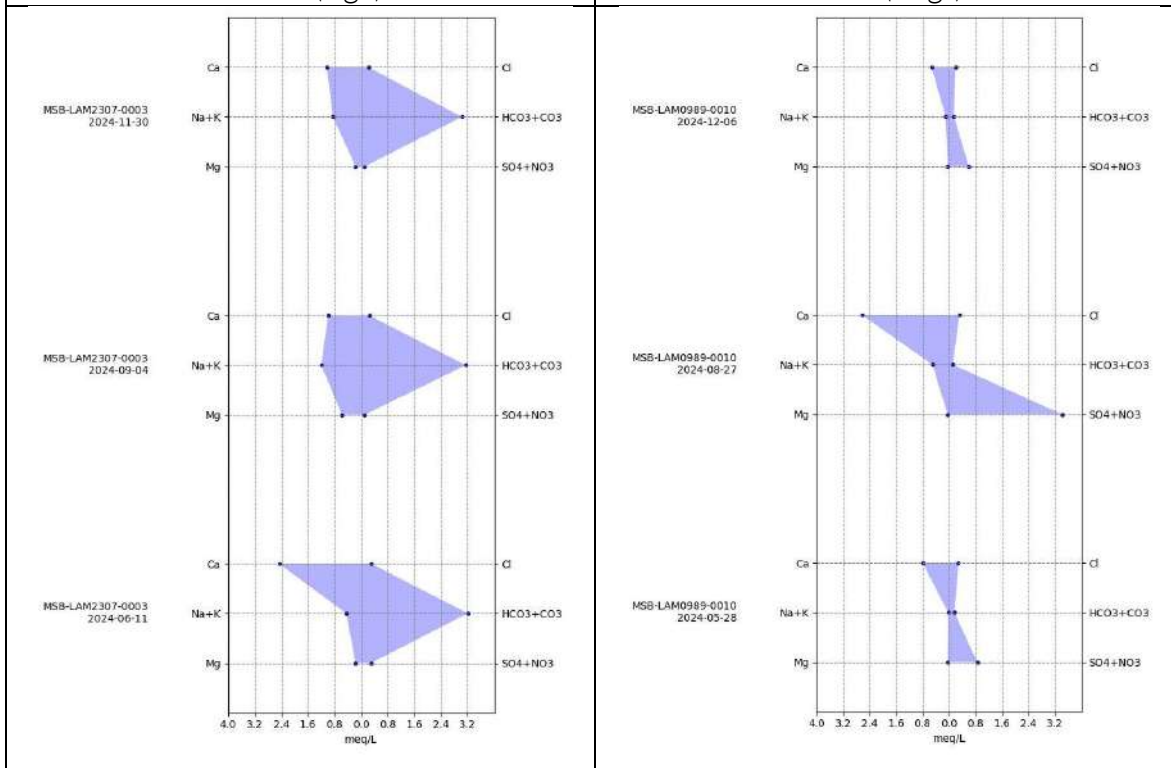 Ca Cl
MSB-LAM2307-0003
2024-11-30
Na+K HCO3+CO3
Mg SO4+NO3
Ca Cl
MSB-LAM2307-0003
2024-09-04
Na+K HCO3+CO3
Mg SO4+NO3
Ca Cl
MSB-LAM2307-0003
2024-06-11
Na+K HCO3+CO3
Mg SO4+NO3
4.0 3.2 2.4 1.6 0.8 0.0 0.8 1.6 2.4 3.2
meq/L
Ca Cl
MSB-LAM0989-0010
2024-12-06
Na+K HCO3+CO3
Mg SO4+NO3
Ca Cl
MSB-LAM0989-0010
2024-08-27
Na+K HCO3+CO3
Mg SO4+NO3
Ca Cl
MSB-LAM0989-0010
2024-05-28
Na+K HCO3+CO3
Mg SO4+NO3
4.0 3.2 2.4 1.6 0.8 0.0 0.8 1.6 2.4 3.2
meq/L